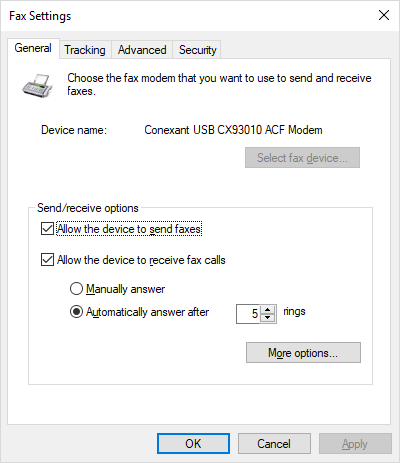 Fax Settings
General Tracking Advanced Security
Choose the fax modem that you want to use to send and receive
faxes.
Device name: Conexant USB CX93010 ACF Modem
Select fax device...
Send/receive options
Allow the device to send faxes
Allow the device to receive fax calls
Manually answer
Automatically answer after 5 rings
More options...
OK Cancel Apply